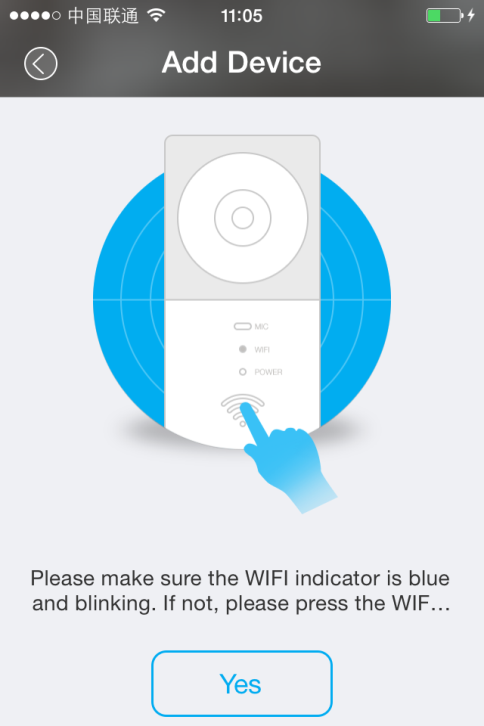 中国联通
11:05
Add Device
MIC
WIFI
POWER
Please make sure the WIFI indicator is blue
and blinking. If not, please press the WIF…
Yes